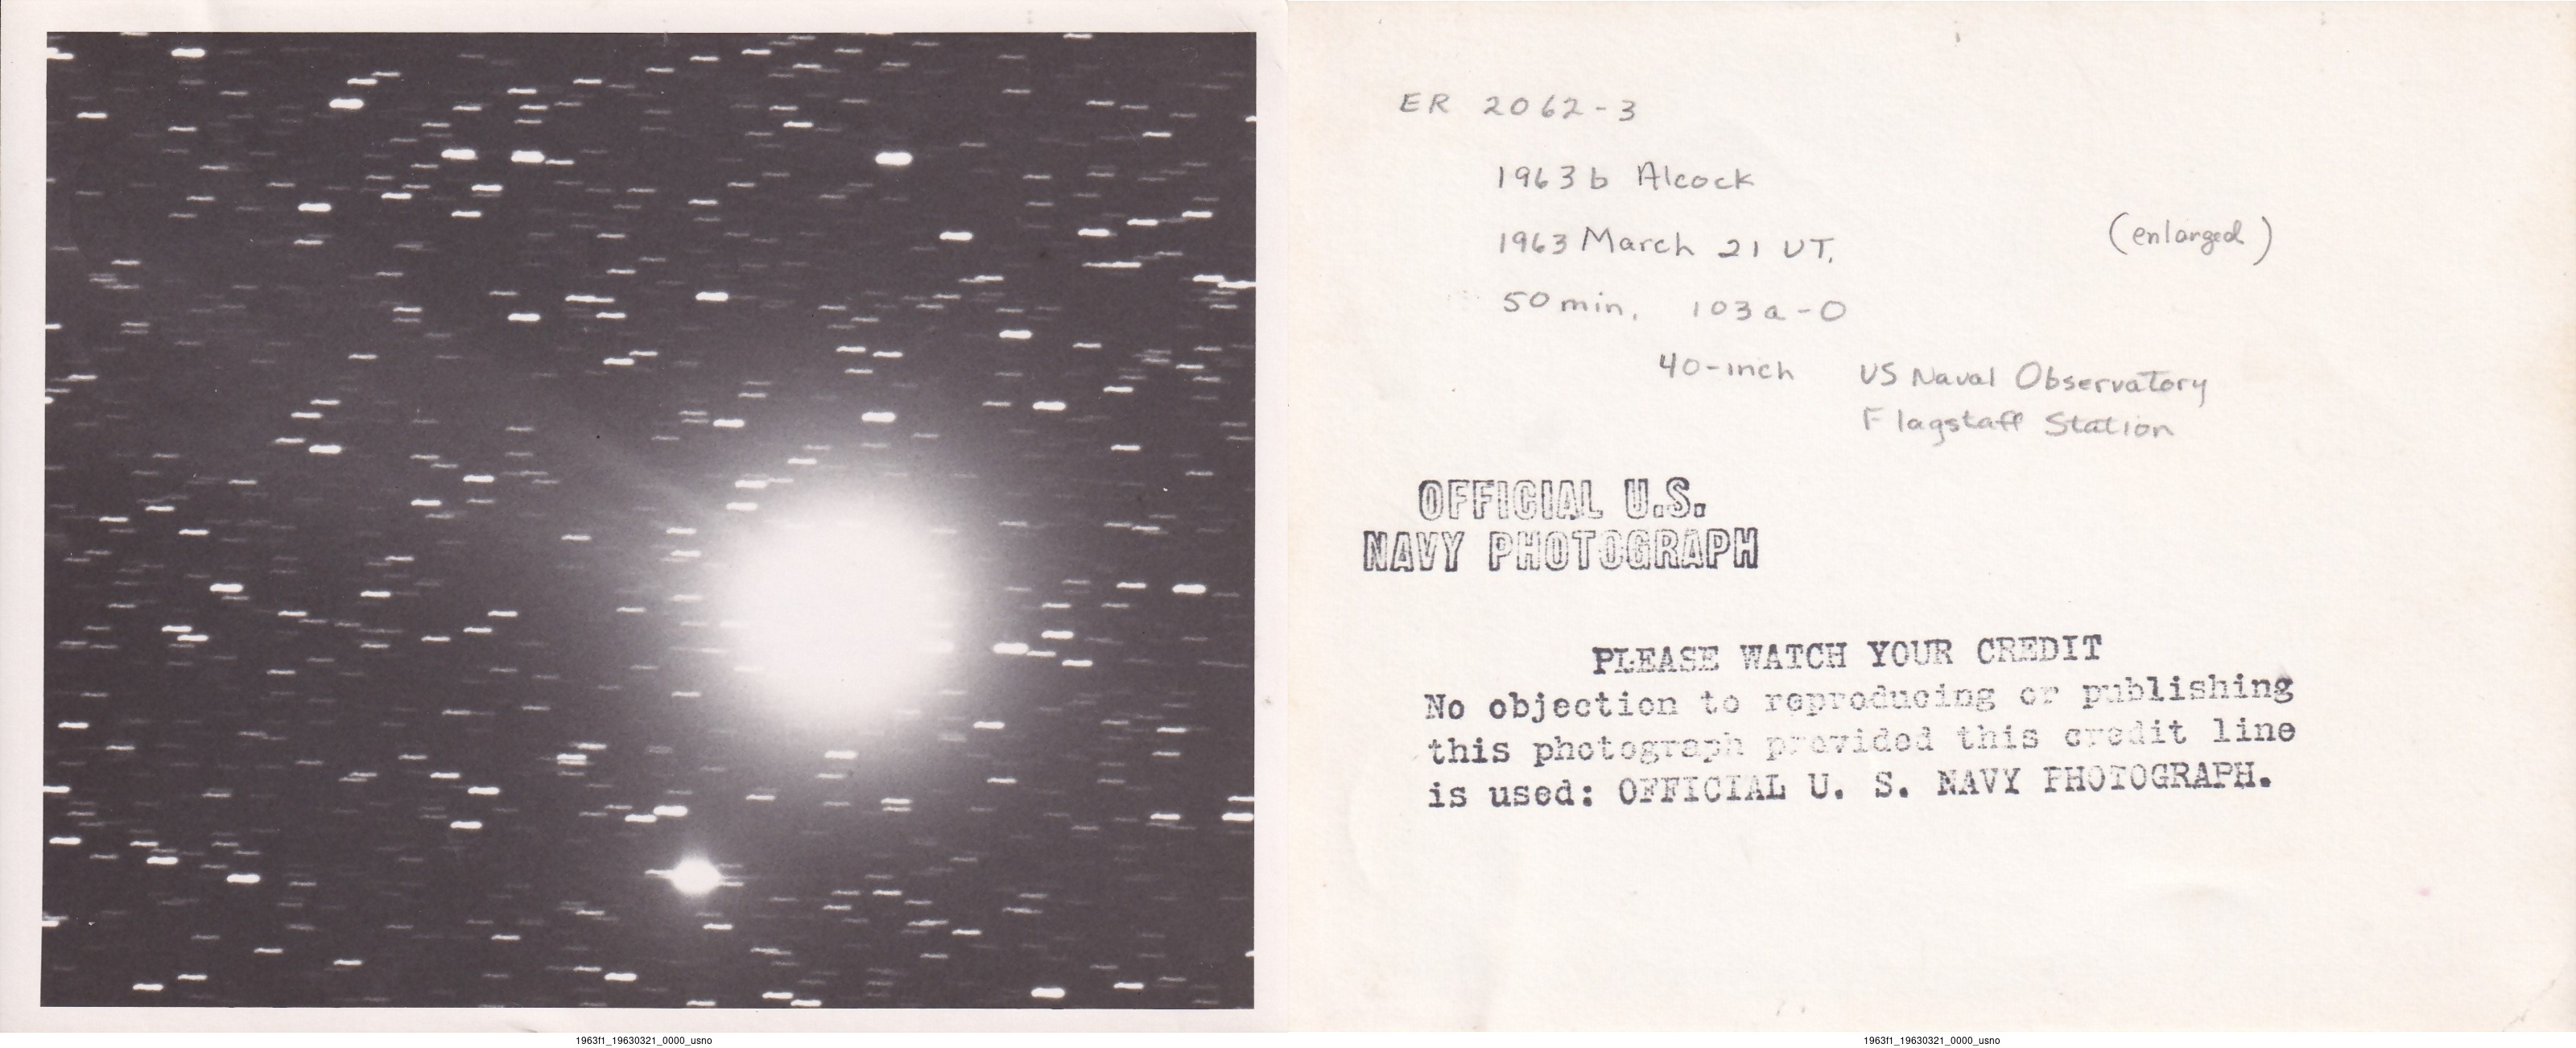 ER 2062-3
1963 b Alcock
1963 March 21 UT.
(enlarged)
50 min, 103a-O
40-inch US Naval Observatory
Flagstaff Station
OFFICIAL U.S.
NAVY PHOTOGRAPH
PLEASE WATCH YOUR CREDIT
No objection to reproducing or publishing
this photograph provided this credit line
is used: OFFICIAL U. S. NAVY PHOTOGRAPH.
1963f1_19630321_0000_usno
1963f1_19630321_0000_usno